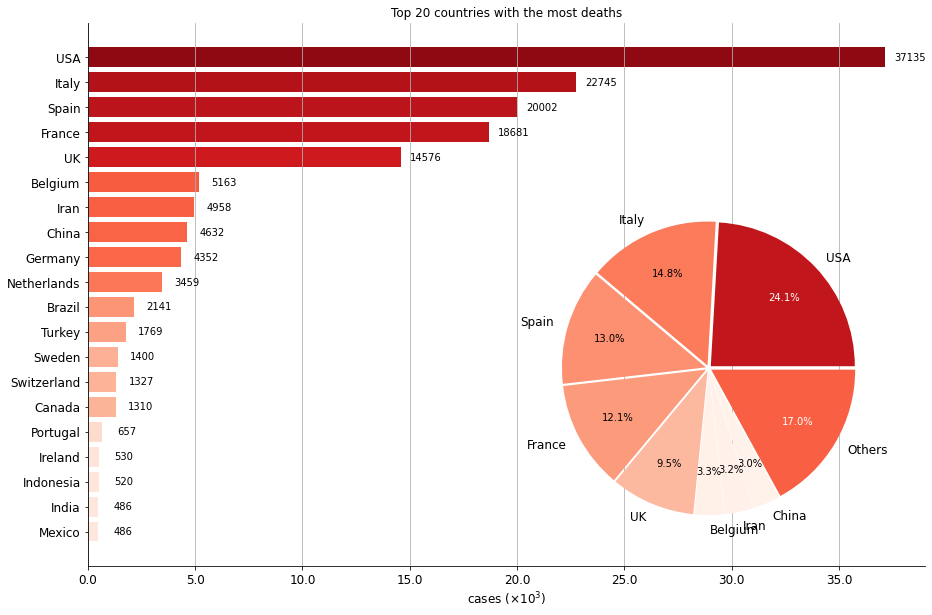 Top 20 countries with the most deaths
USA 37135
Italy 22745
Spain 20002
France 18681
UK 14576
Belgium 5163
Iran 4958
China 4632
Germany 4352
Netherlands 3459
Brazil 2141
Turkey 1769
Sweden 1400
Switzerland 1327
Canada 1310
Portugal 657
Ireland 530
Indonesia 520
India 486
Mexico 486
0.0 5.0 10.0 15.0 20.0 25.0 30.0 35.0
cases (×10³)
USA
24.1%
Italy
14.8%
Spain
13.0%
France
12.1%
UK
9.5%
Belgium
3.3%
Iran
3.2%
China
3.0%
Others
17.0%